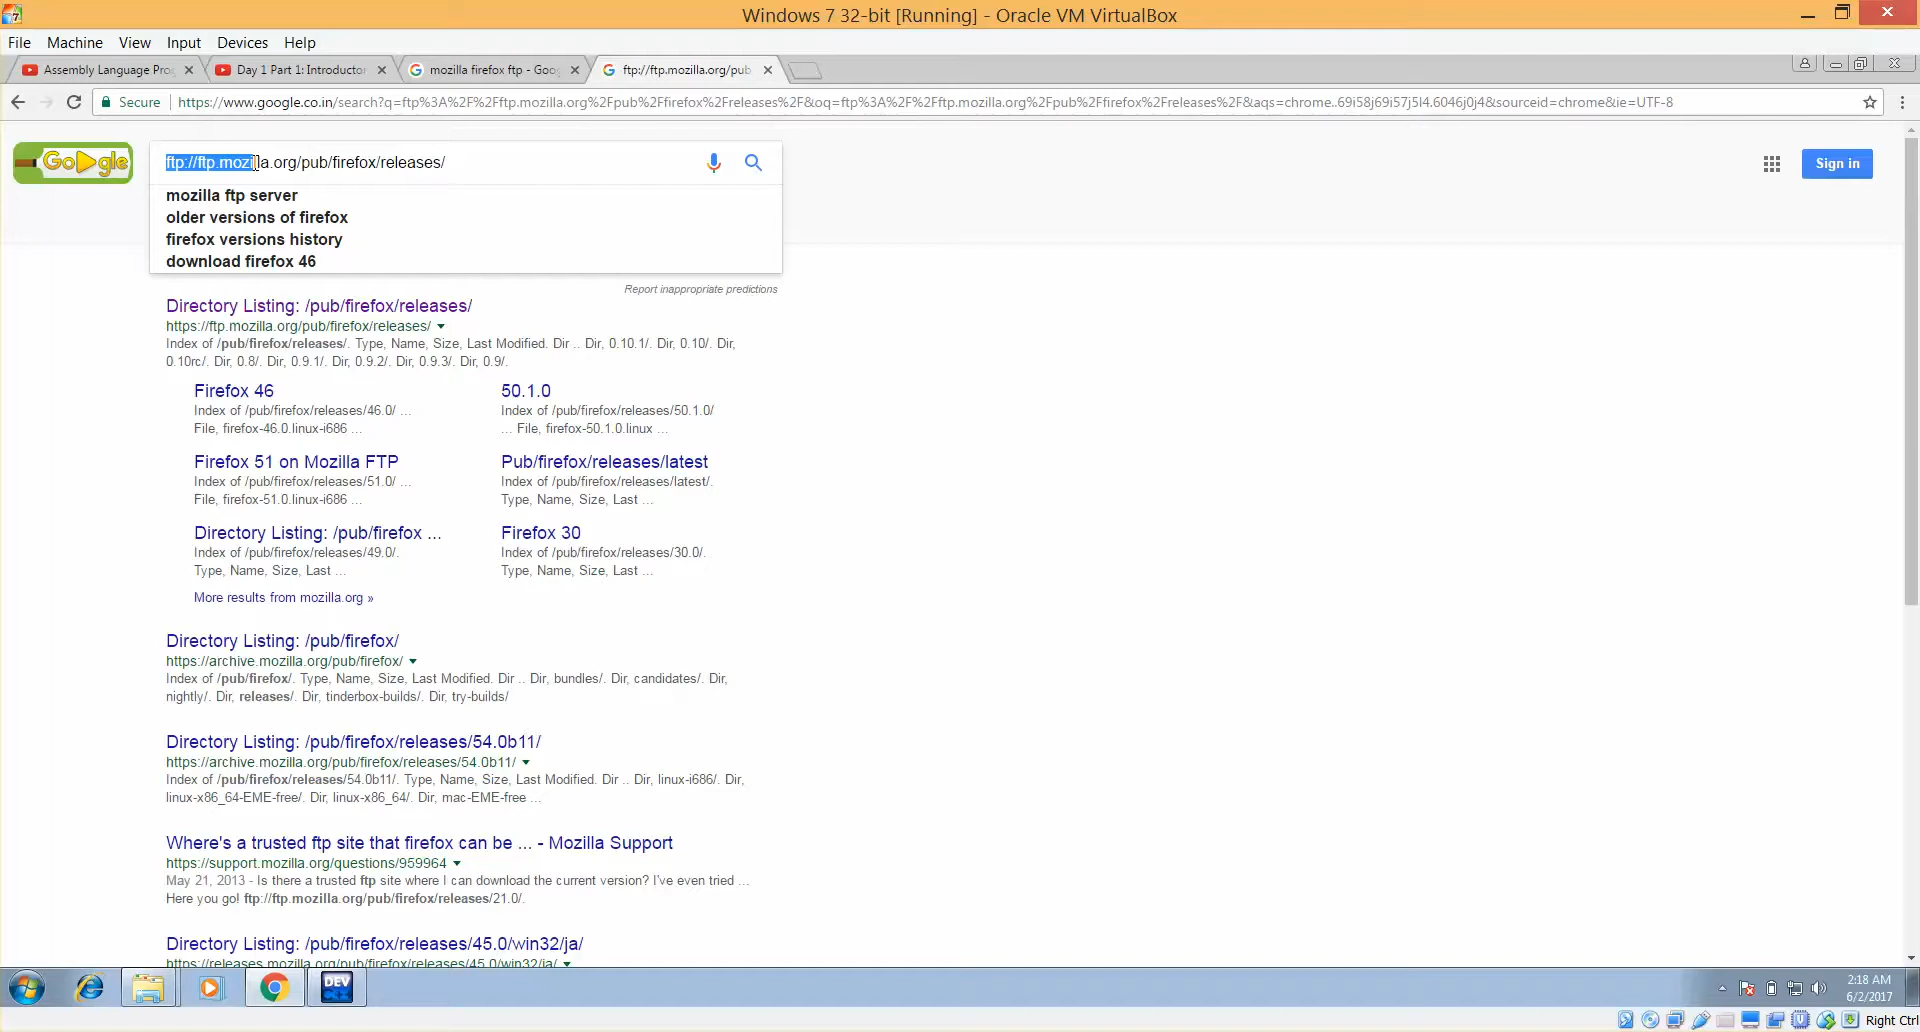 Windows 7 32-bit [Running] - Oracle VM VirtualBox
File Machine View Input Devices Help
Assembly Language Pro
Day 1 Part 1: Introductor
mozilla firefox ftp - Goo
ftp://ftp.mozilla.org/pub
Secure https://www.google.co.in/search?q=ftp%3A%2F%2Fftp.mozilla.org%2Fpub%2Ffirefox%2Freleases%2F&oq=ftp%3A%2F%2Fftp.mozilla.org%2Fpub%2Ffirefox%2Freleases%2F&aqs=chrome..69i58j69i57j5l4.6046j0j4&sourceid=chrome&ie=UTF-8
Google
ftp://ftp.mozilla.org/pub/firefox/releases/
Sign in
mozilla ftp server
older versions of firefox
firefox versions history
download firefox 46
Report inappropriate predictions
Directory Listing: /pub/firefox/releases/
https://ftp.mozilla.org/pub/firefox/releases/
Index of /pub/firefox/releases/. Type, Name, Size, Last Modified. Dir .. Dir, 0.10.1/. Dir, 0.10/. Dir,
0.10rc/. Dir, 0.8/. Dir, 0.9.1/. Dir, 0.9.2/. Dir, 0.9.3/. Dir, 0.9/.
Firefox 46
Index of /pub/firefox/releases/46.0/ ...
File, firefox-46.0.linux-i686 ...
50.1.0
Index of /pub/firefox/releases/50.1.0/
... File, firefox-50.1.0.linux ...
Firefox 51 on Mozilla FTP
Index of /pub/firefox/releases/51.0/ ...
File, firefox-51.0.linux-i686 ...
Pub/firefox/releases/latest
Index of /pub/firefox/releases/latest/.
Type, Name, Size, Last ...
Directory Listing: /pub/firefox ...
Index of /pub/firefox/releases/49.0/.
Type, Name, Size, Last ...
Firefox 30
Index of /pub/firefox/releases/30.0/.
Type, Name, Size, Last ...
More results from mozilla.org »
Directory Listing: /pub/firefox/
https://archive.mozilla.org/pub/firefox/
Index of /pub/firefox/. Type, Name, Size, Last Modified. Dir .. Dir, bundles/. Dir, candidates/. Dir,
nightly/. Dir, releases/. Dir, tinderbox-builds/. Dir, try-builds/
Directory Listing: /pub/firefox/releases/54.0b11/
https://archive.mozilla.org/pub/firefox/releases/54.0b11/
Index of /pub/firefox/releases/54.0b11/. Type, Name, Size, Last Modified. Dir .. Dir, linux-i686/. Dir,
linux-x86_64-EME-free/. Dir, linux-x86_64/. Dir, mac-EME-free ...
Where's a trusted ftp site that firefox can be ... - Mozilla Support
https://support.mozilla.org/questions/959964
May 21, 2013 - Is there a trusted ftp site where I can download the current version? I've even tried ...
Here you go! ftp://ftp.mozilla.org/pub/firefox/releases/21.0/.
Directory Listing: /pub/firefox/releases/45.0/win32/ja/
https://releases.mozilla.org/pub/firefox/releases/45.0/win32/ja/
DEV
2:18 AM
6/2/2017
Right Ctrl